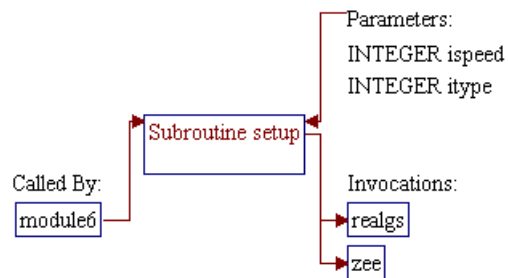 Parameters:
INTEGER ispeed
INTEGER itype
Subroutine setup
Called By:
module6
Invocations:
realgs
zee